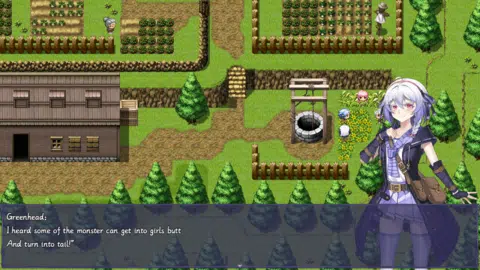 Greenhead;
I heard some of the monster can get into girls butt
And turn into tail!"